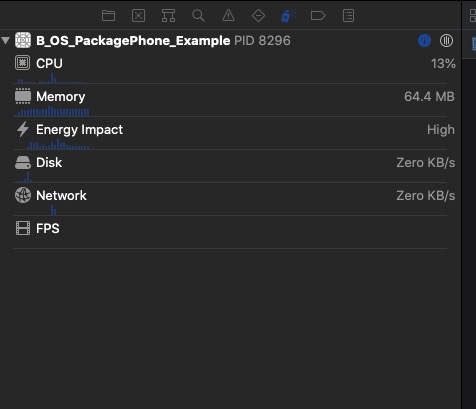 B_OS_PackagePhone_Example PID 8296
CPU 13%
Memory 64.4 MB
Energy Impact High
Disk Zero KB/s
Network Zero KB/s
FPS